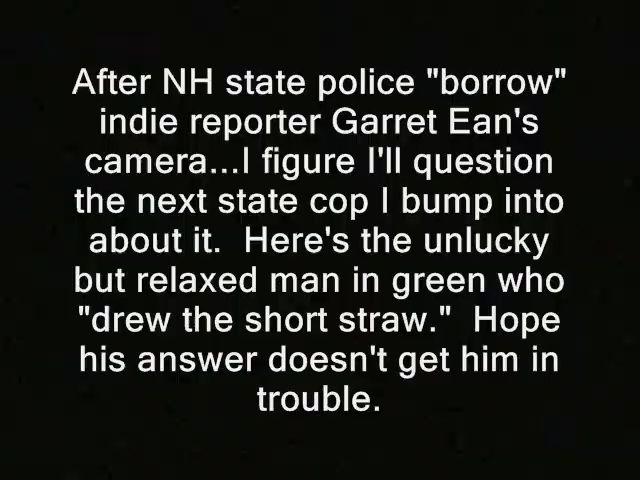 After NH state police "borrow"
indie reporter Garret Ean's
camera...I figure I'll question
the next state cop I bump into
about it.  Here's the unlucky
but relaxed man in green who
"drew the short straw."  Hope
his answer doesn't get him in
trouble.